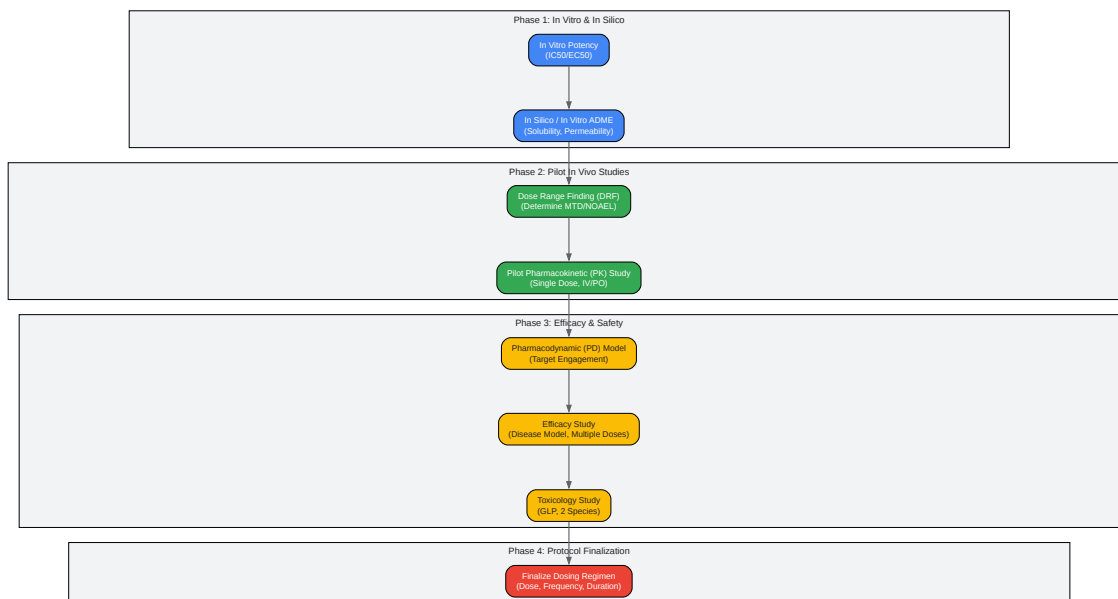 Phase 1: In Vitro & In Silico
In Vitro Potency
(IC50/EC50)
In Silico / In Vitro ADME
(Solubility, Permeability)
Phase 2: Pilot In Vivo Studies
Dose Range Finding (DRF)
(Determine MTD/NOAEL)
Pilot Pharmacokinetic (PK) Study
(Single Dose, IV/PO)
Phase 3: Efficacy & Safety
Pharmacodynamic (PD) Model
(Target Engagement)
Efficacy Study
(Disease Model, Multiple Doses)
Toxicology Study
(GLP, 2 Species)
Phase 4: Protocol Finalization
Finalize Dosing Regimen
(Dose, Frequency, Duration)